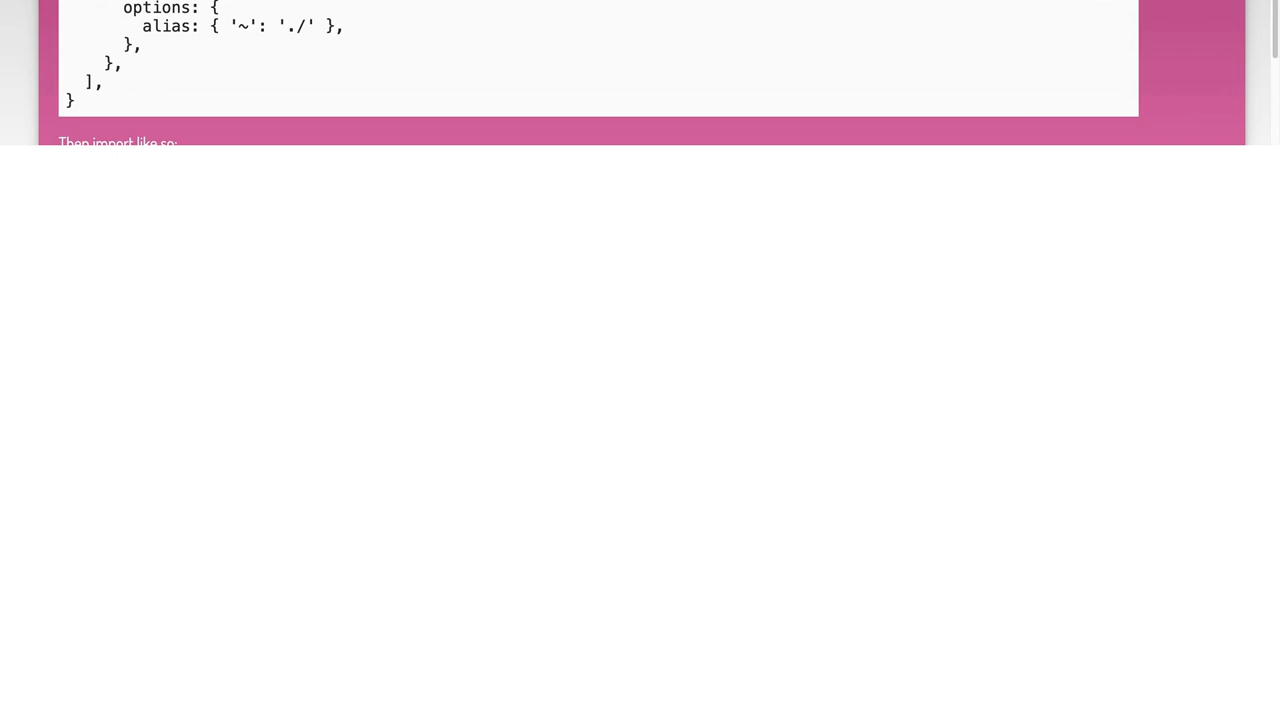 options: {
alias: { '~': './' },
},
},
],
}
Then import like so: